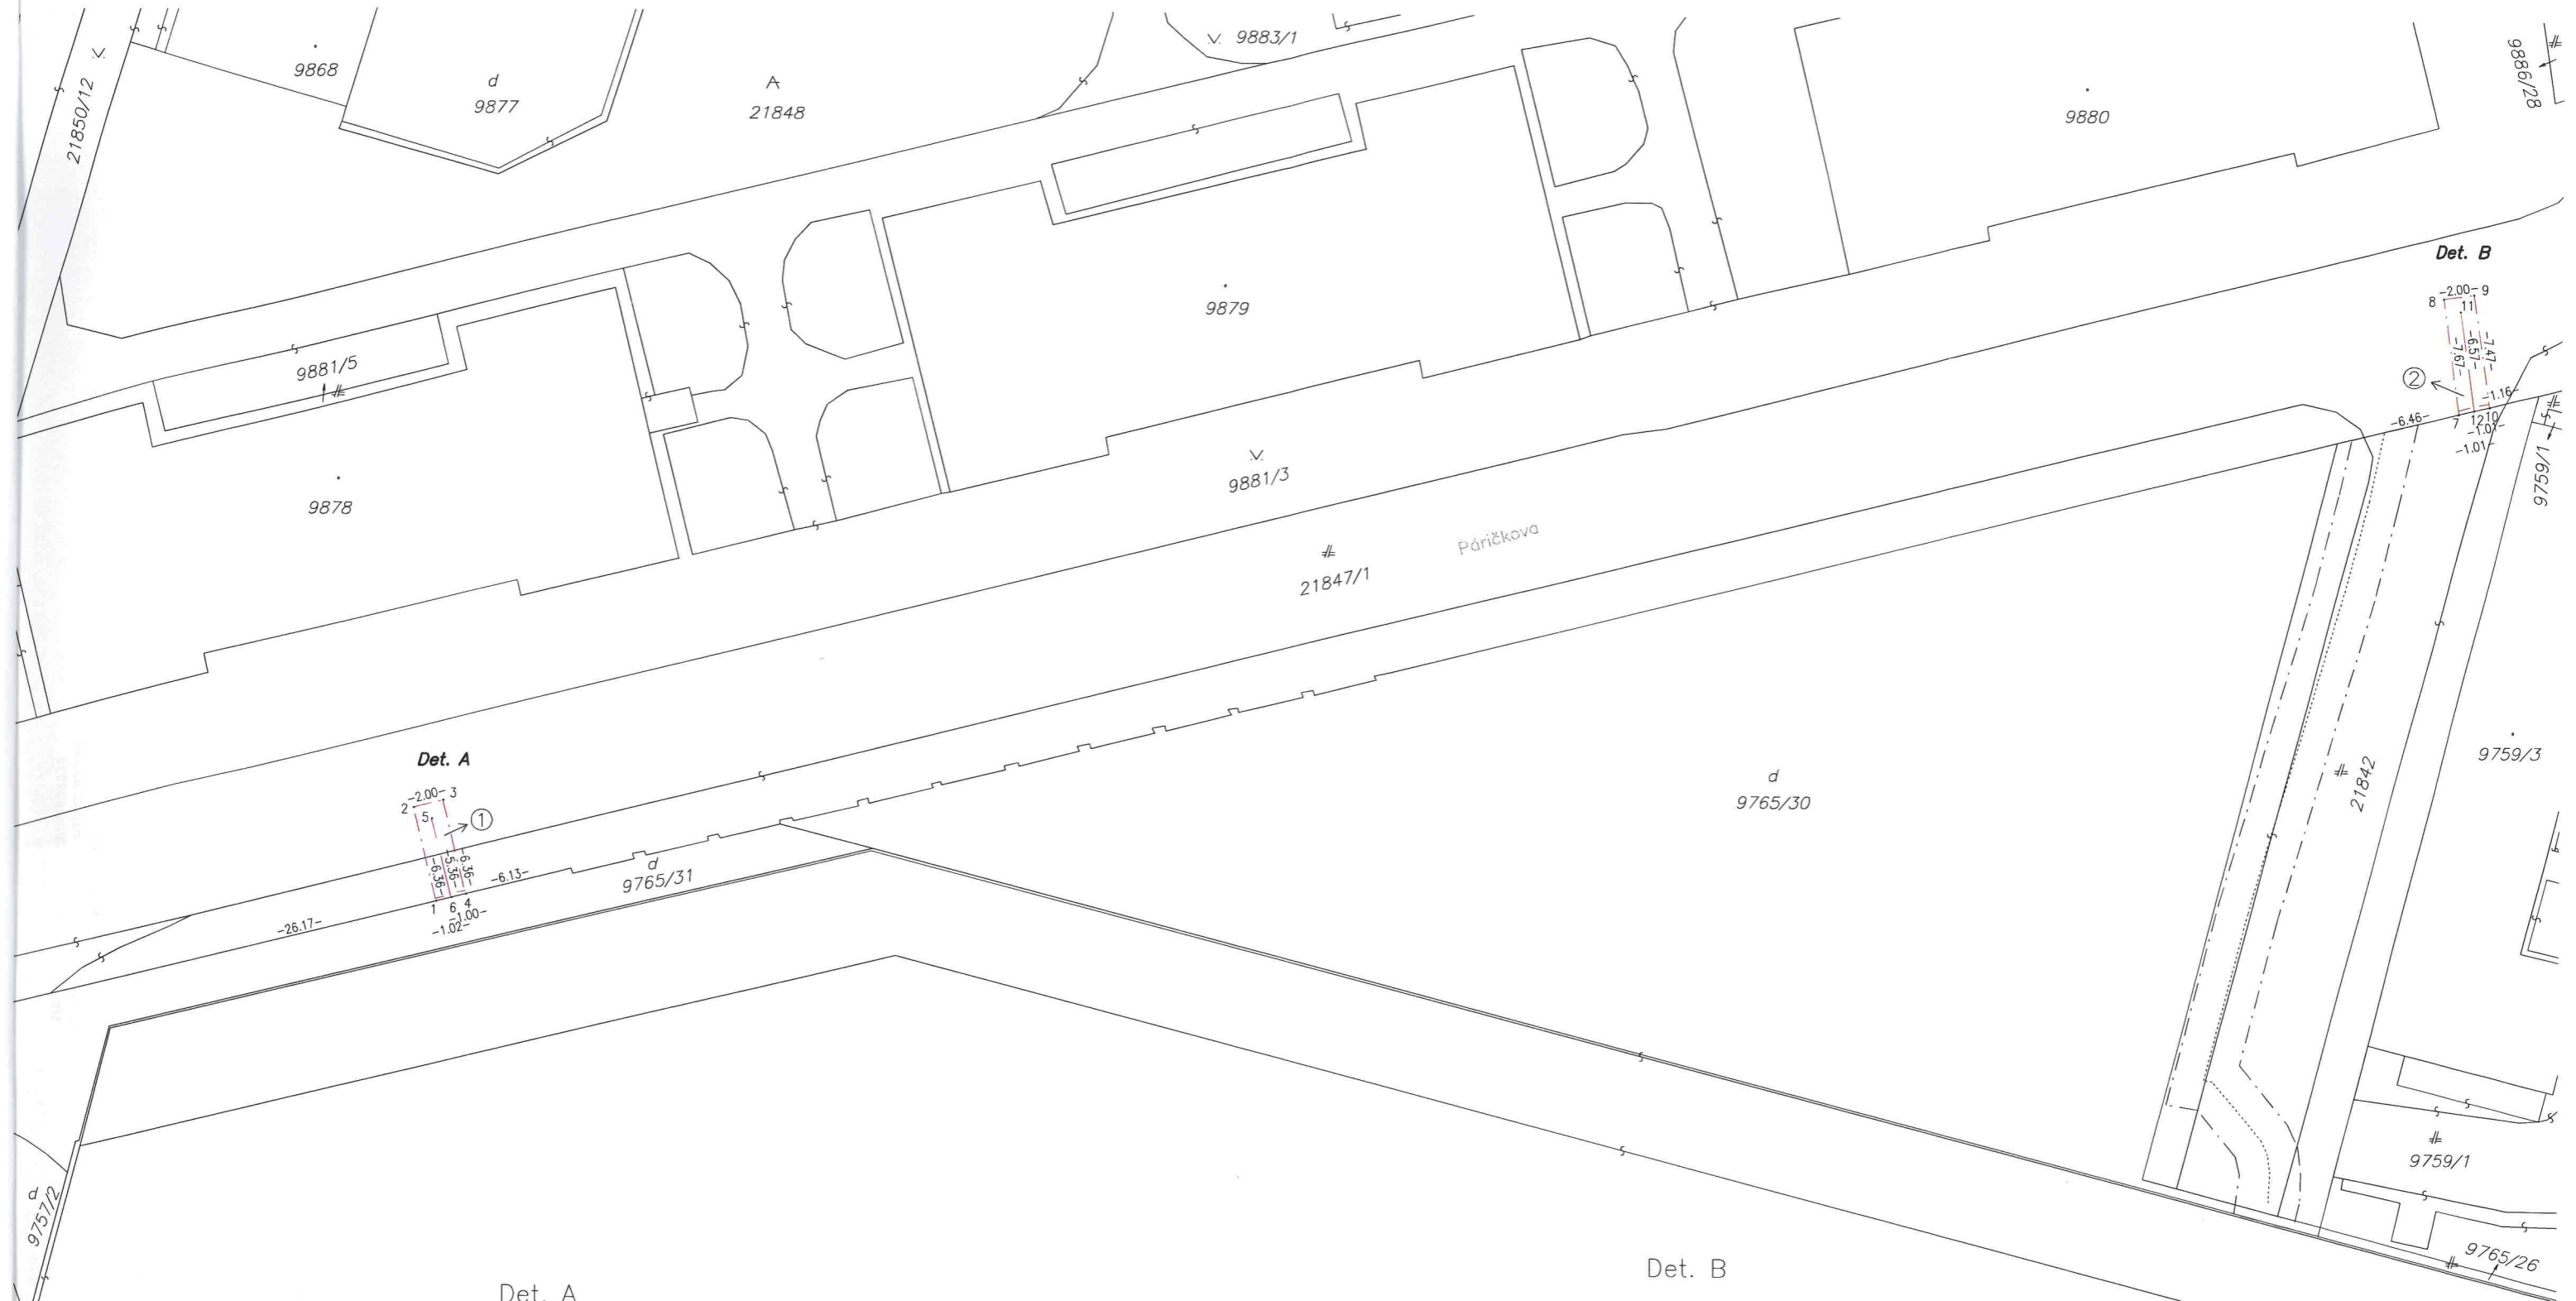 21850/12
9868
d
9877
A
21848
9883/1
9880
9886/28
9881/5
9878
9879
9881/3
21847/1
Páričkova
Det. B
8 -2.00- 9
11
-7.67- -6.57- -7.47-
2
-1.16-
-6.46-
7 12 10
-1.01-
-1.01-
9759/1
Det. A
2 -2.00- 3
5
1
-6.36- -5.36- -6.36-
-6.13-
1 6 4
-1.00-
-1.02-
-26.17-
d
9765/31
d
9765/30
21842
9759/3
9759/1
9765/26
d
9757/2
Det. A
Det. B